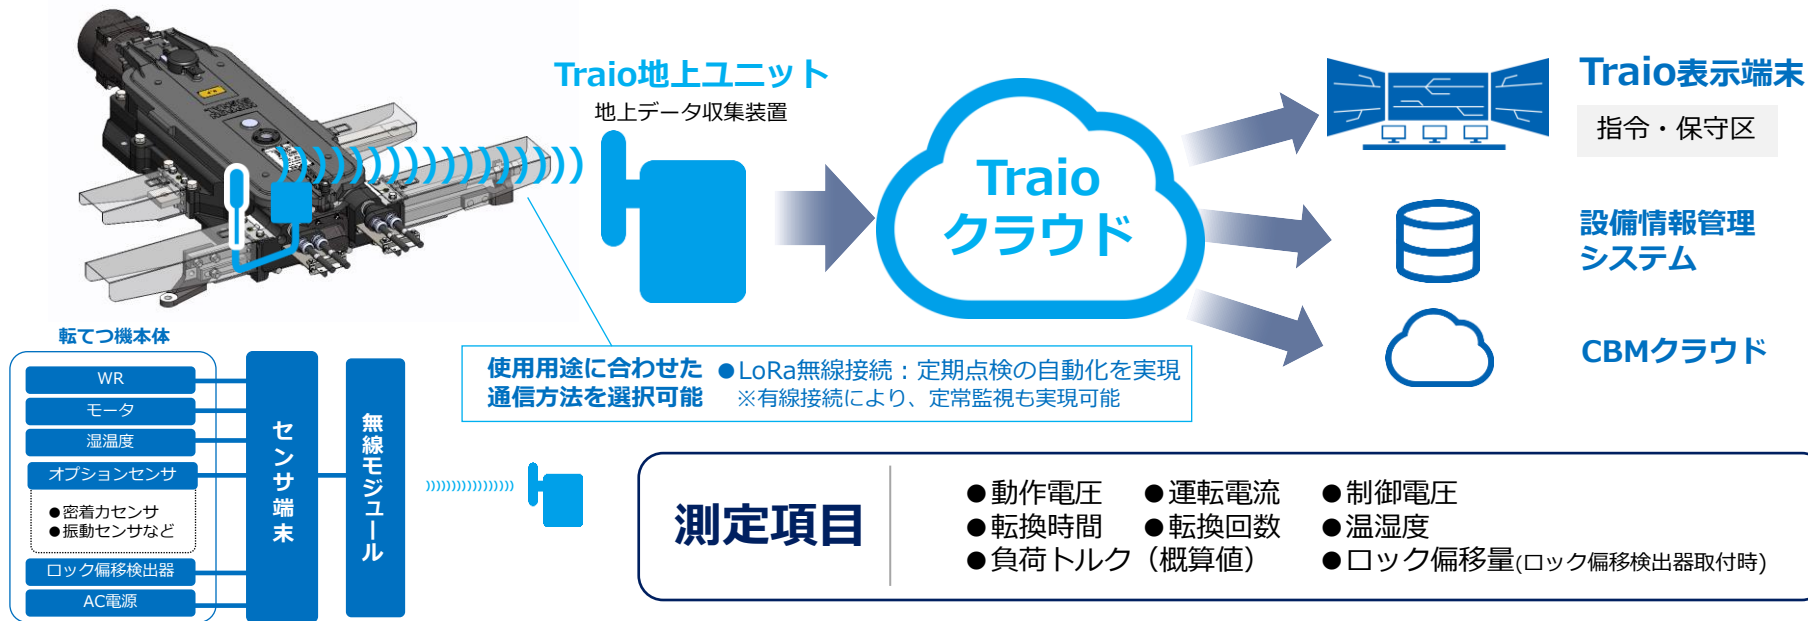 Traio地上ユニット
地上データ収集装置
Traio
クラウド
Traio表示端末
指令・保守区
設備情報管理
システム
CBMクラウド
使用用途に合わせた
通信方法を選択可能
●LoRa無線接続：定期点検の自動化を実現
※有線接続により、定常監視も実現可能
転てつ機本体
WR
モータ
湿温度
オプションセンサ
●密着力センサ
●振動センサなど
ロック偏移検出器
AC電源
センサ端末
無線モジュール
測定項目
●動作電圧 ●運転電流 ●制御電圧
●転換時間 ●転換回数 ●温湿度
●負荷トルク（概算値） ●ロック偏移量(ロック偏移検出器取付時)